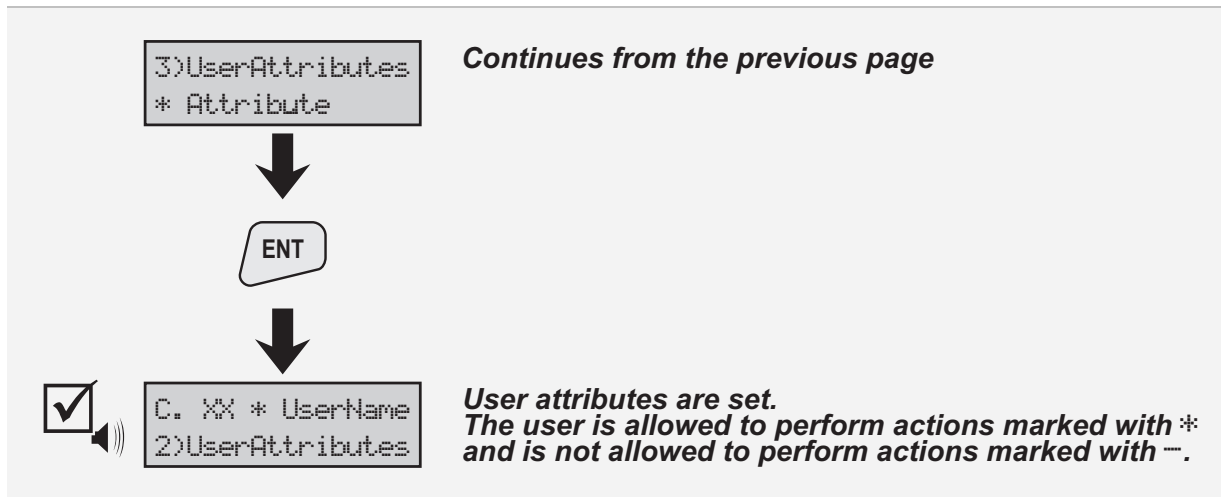 3)UserAttributes
* Attribute
Continues from the previous page
ENT
C. XX * UserName
2)UserAttributes
User attributes are set.
The user is allowed to perform actions marked with *
and is not allowed to perform actions marked with —.